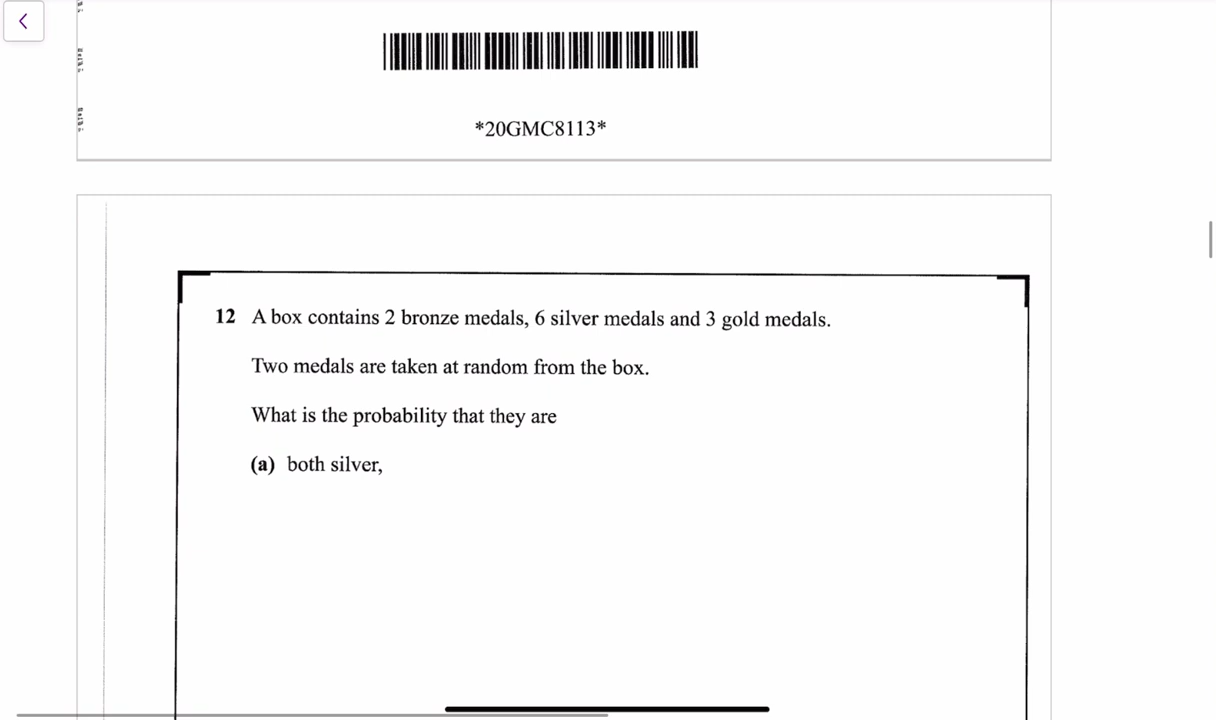 *20GMC8113*
12 A box contains 2 bronze medals, 6 silver medals and 3 gold medals.
Two medals are taken at random from the box.
What is the probability that they are
(a) both silver,